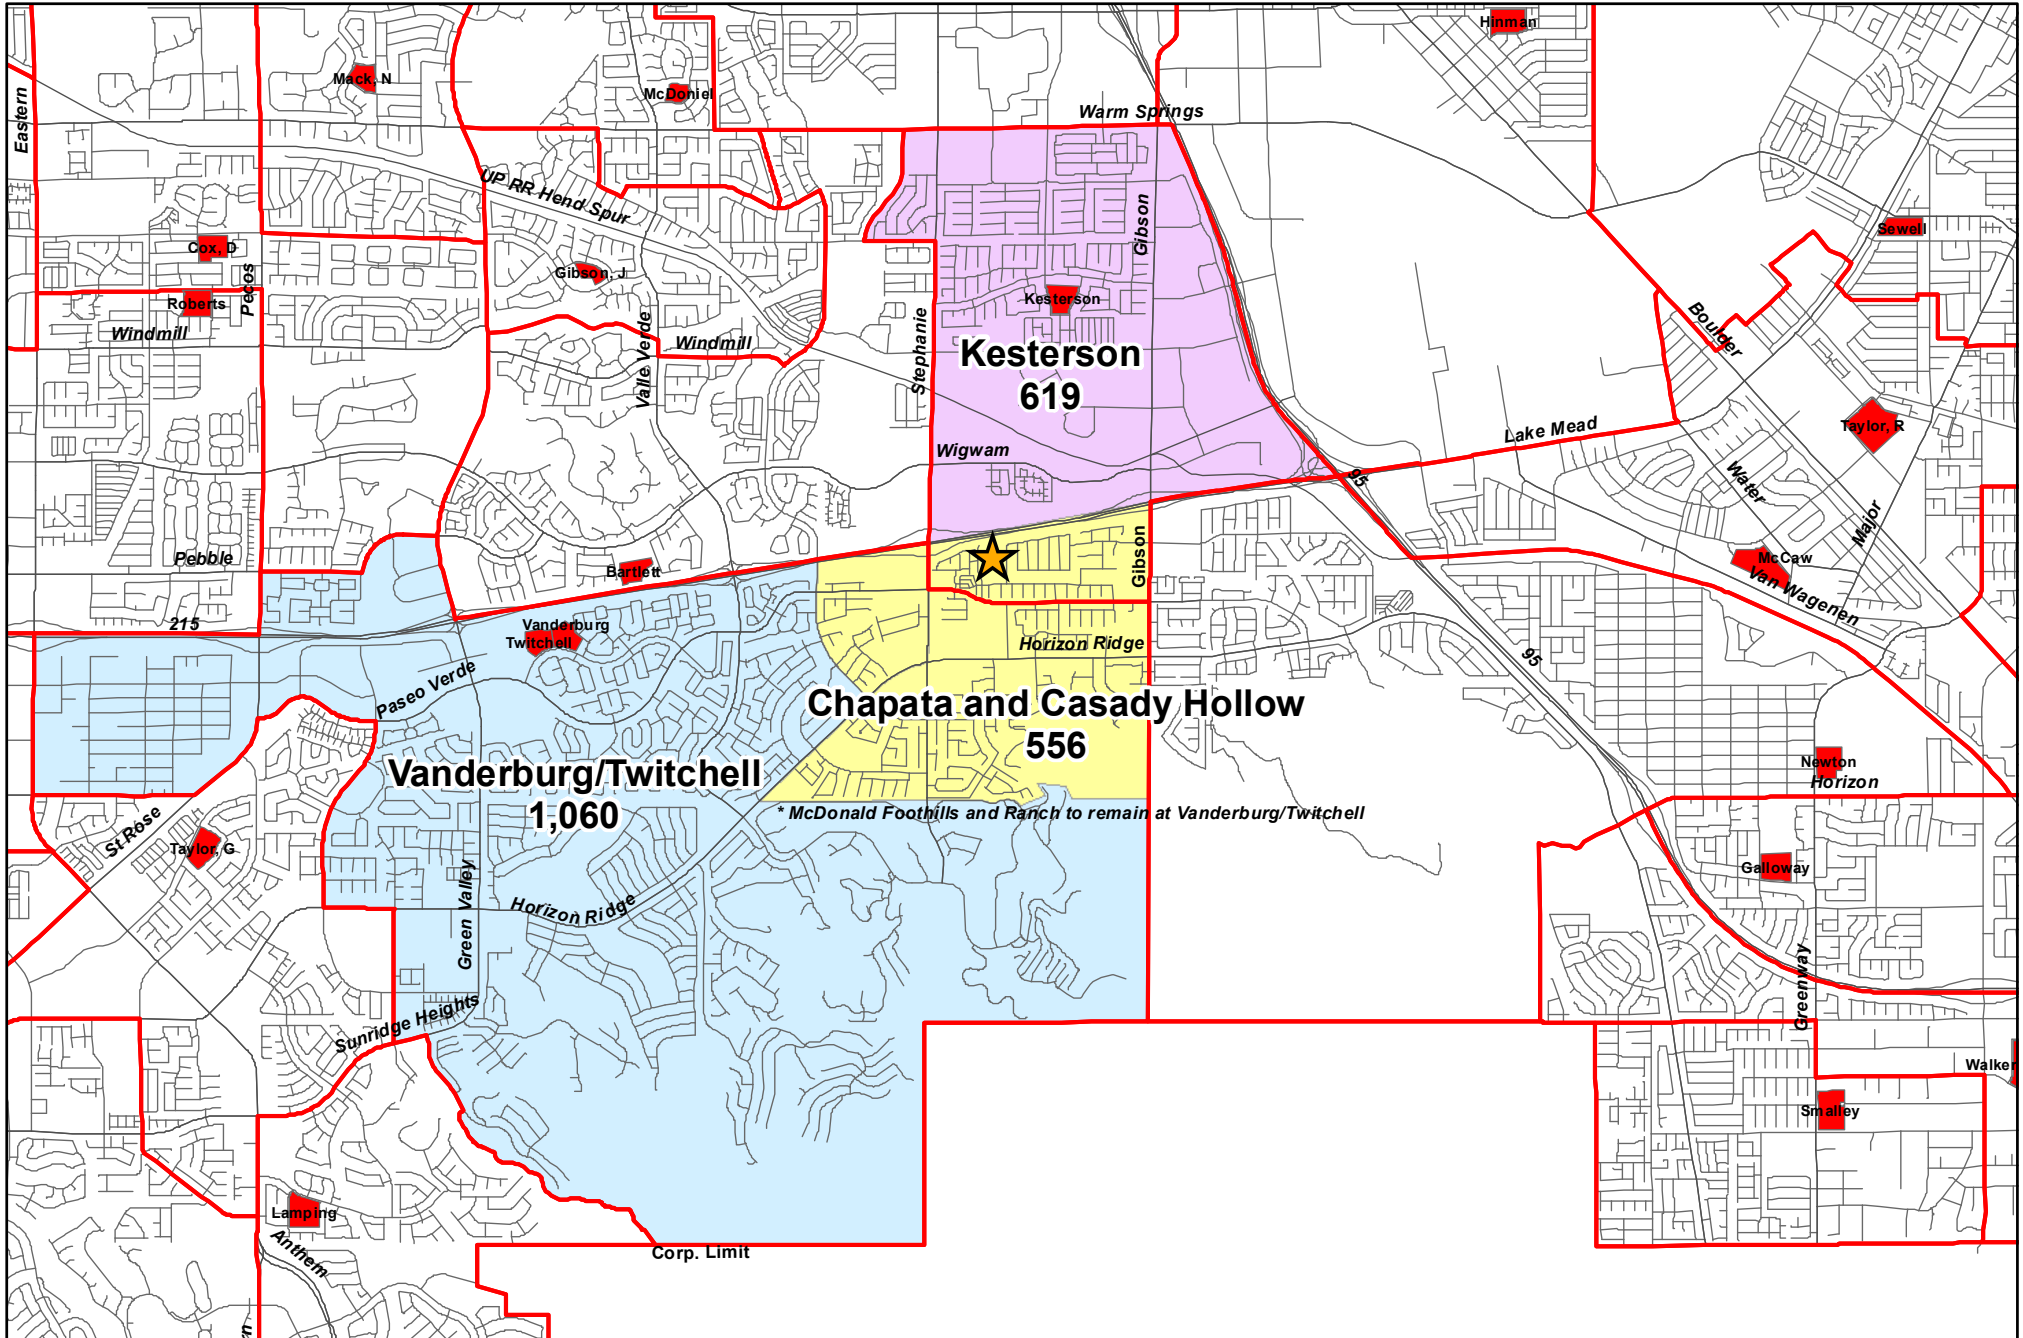 Hinman
Mack, N
McDoniel
Eastern
Warm Springs
UP RR Hend Spur
Gibson
Sewell
Cox, D
Pecos
Gibson, J
Roberts
Kesterson
Windmill
Valle Verde
Windmill
Stephanie
Boulder
Kesterson
619
Lake Mead
Taylor, R
Wigwam
95
Water
Major
Pebble
Bartlett
Gibson
McCaw
Van Wagenen
215
Vanderburg
Twitchell
Horizon Ridge
95
Paseo Verde
Chapata and Casady Hollow
556
Vanderburg/Twitchell
1,060
Newton
Horizon
* McDonald Foothills and Ranch to remain at Vanderburg/Twitchell
St Rose
Taylor, G
Galloway
Green Valley
Horizon Ridge
Greenway
Sunridge Heights
Walker
Smalley
Lamping
Anthem
Corp. Limit